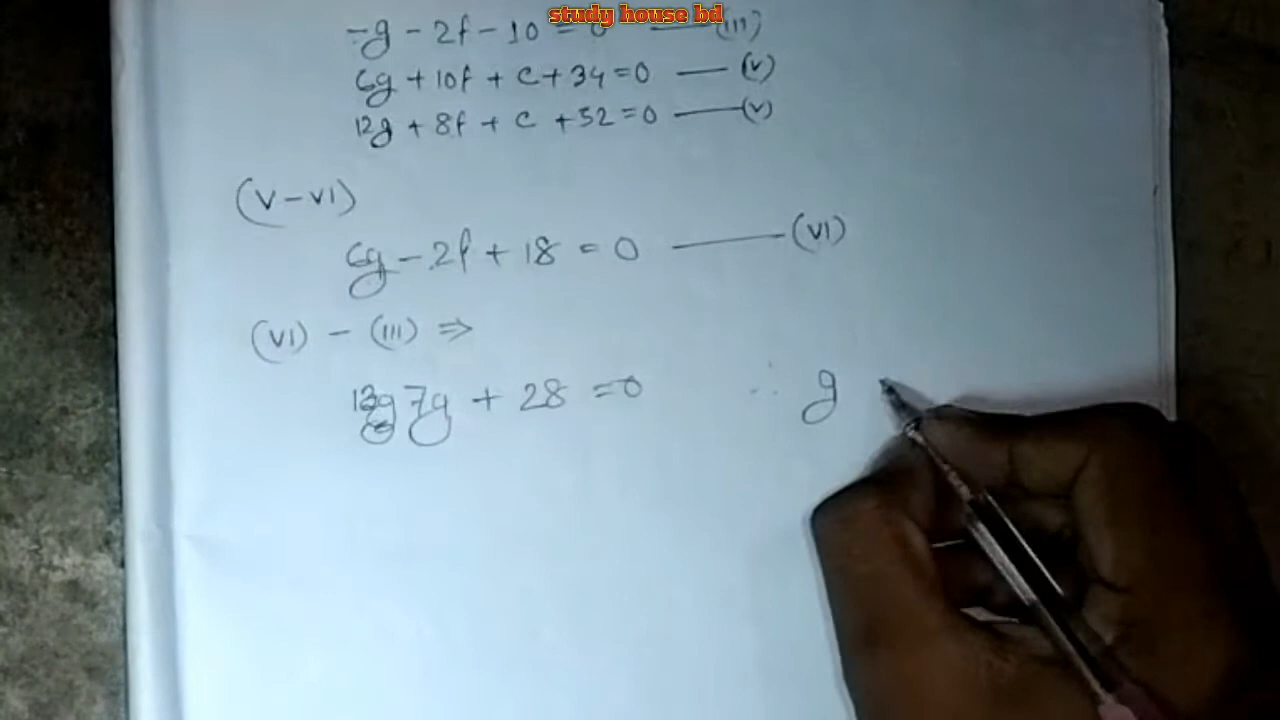 study house bd
-g - 2f - 10 = 0 —— (III)
6g + 10f + c + 34 = 0 —— (V)
12g + 8f + c + 52 = 0 —— (V)
(V - VI)
6g - 2f + 18 = 0 —— (VI)
(VI) - (III) ⇒
7g + 28 = 0 ∴ g